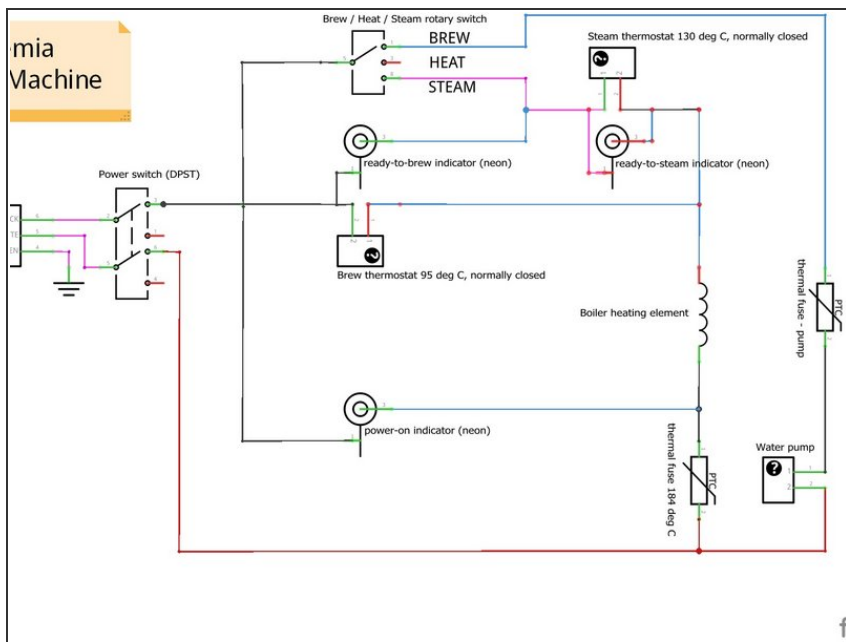 emia
Machine
Brew / Heat / Steam rotary switch
BREW
HEAT
STEAM
Steam thermostat 130 deg C, normally closed
ready-to-brew indicator (neon)
ready-to-steam indicator (neon)
Power switch (DPST)
Brew thermostat 95 deg C, normally closed
Boiler heating element
thermal fuse - pump
PTC
power-on indicator (neon)
thermal fuse 184 deg C
PTC
Water pump